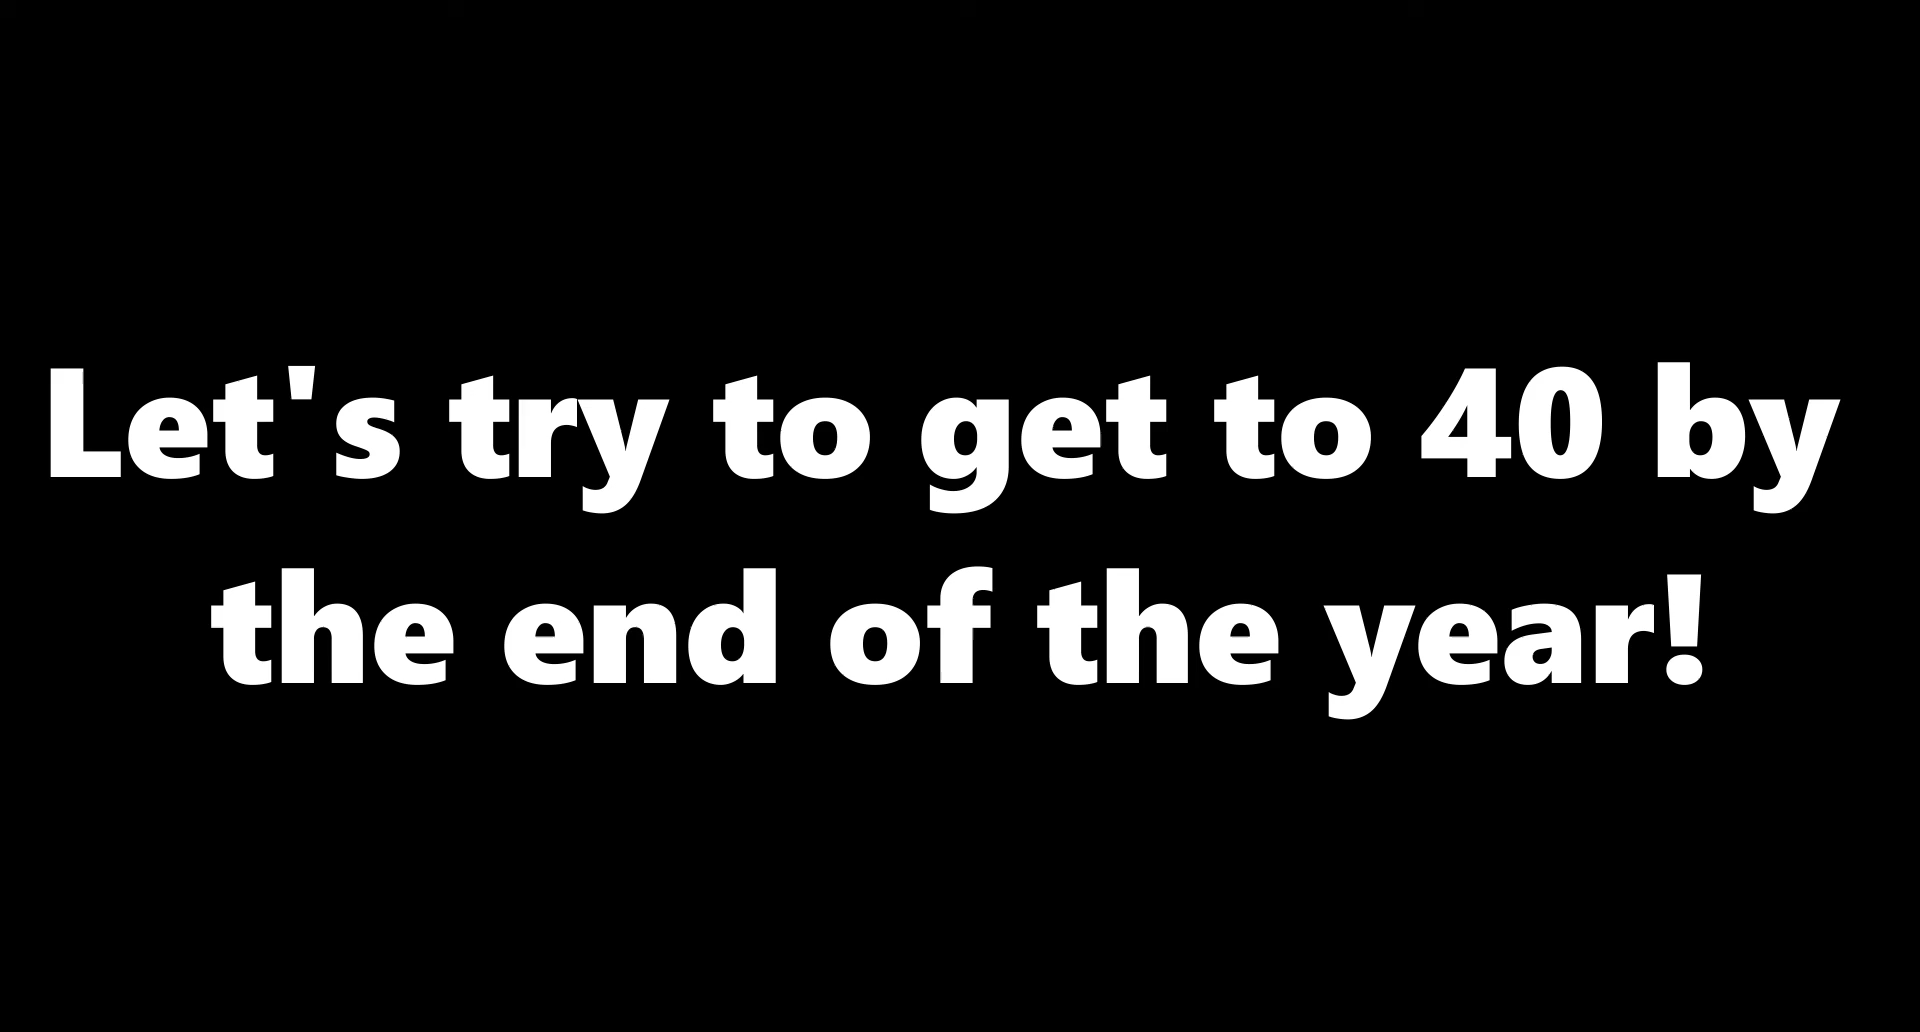 Let's try to get to 40 by
the end of the year!